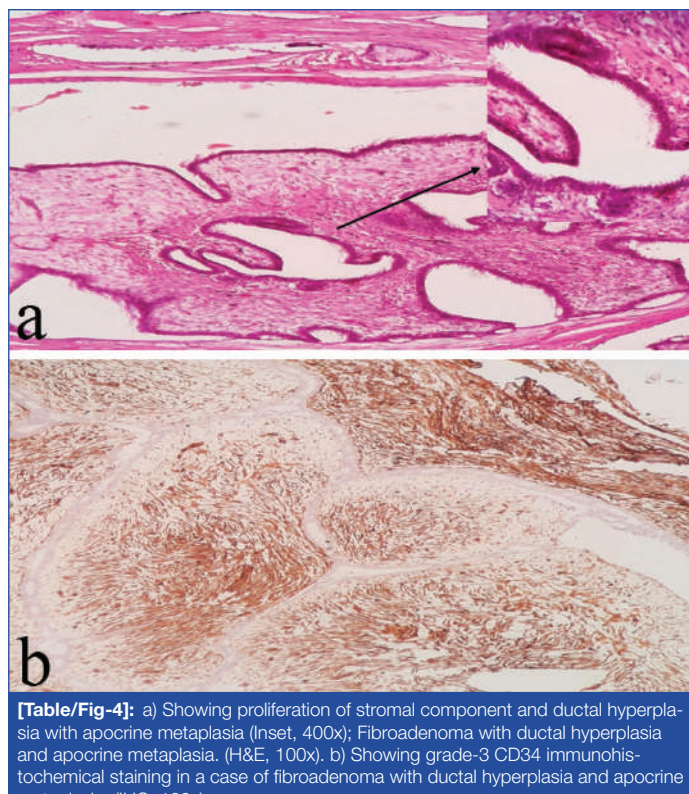 a
b
[Table/Fig-4]: a) Showing proliferation of stromal component and ductal hyperpla-
sia with apocrine metaplasia (Inset, 400x); Fibroadenoma with ductal hyperplasia
and apocrine metaplasia. (H&E, 100x). b) Showing grade-3 CD34 immunohis-
tochemical staining in a case of fibroadenoma with ductal hyperplasia and apocrine